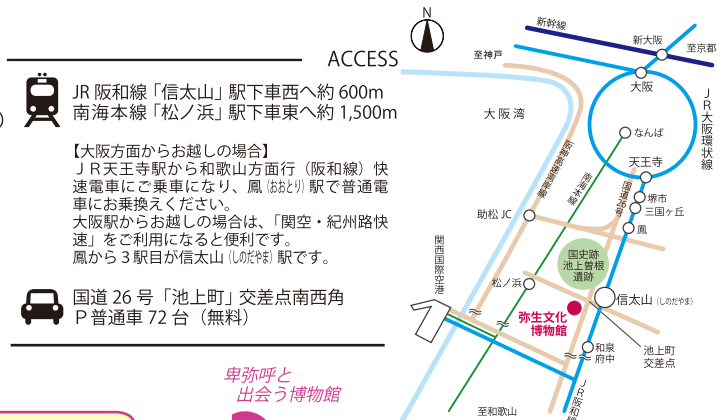 ACCESS
JR 阪和線「信太山」駅下車西へ約 600m
南海本線「松ノ浜」駅下車東へ約 1,500m
【大阪方面からお越しの場合】
ＪＲ天王寺駅から和歌山方面行（阪和線）快
速電車にご乗車になり、鳳(おおとり)駅で普通電
車にお乗換えください。
大阪駅からお越しの場合は、「関空・紀州路快
速」をご利用になると便利です。
鳳から３駅目が信太山(しのだやま)駅です。
国道 26 号「池上町」交差点南西角
Ｐ普通車 72 台（無料）
卑弥呼と
出会う博物館
N
新幹線
新大阪
至京都
至神戸
大阪
大阪湾
ＪＲ大阪環状線
なんば
阪神高速湾岸線
天王寺
南海本線
国道26号
堺市
三国ヶ丘
助松 JC
鳳
関西国際空港
国史跡
池上曽根
遺跡
松ノ浜
信太山(しのだやま)
弥生文化
博物館
池上町
交差点
和泉
府中
ＪＲ阪和線
至和歌山